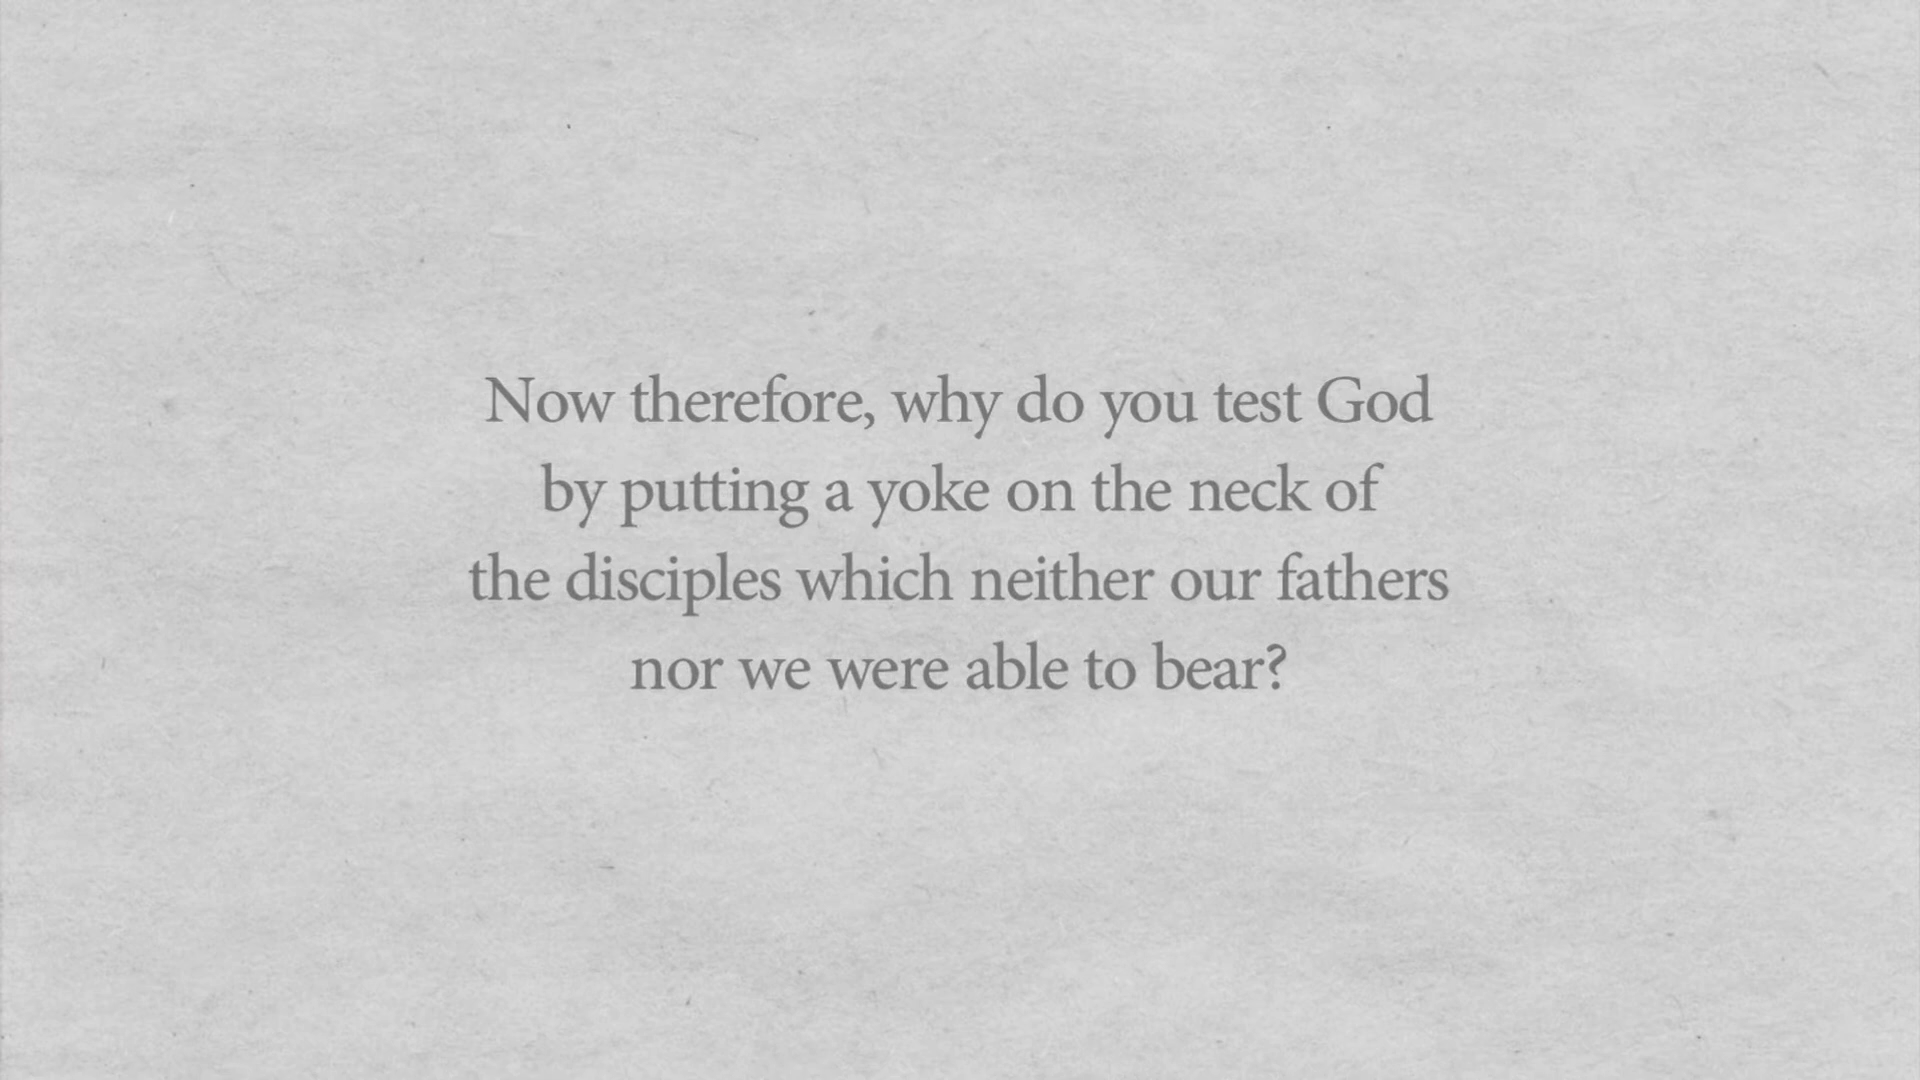 Now therefore, why do you test God
by putting a yoke on the neck of
the disciples which neither our fathers
nor we were able to bear?